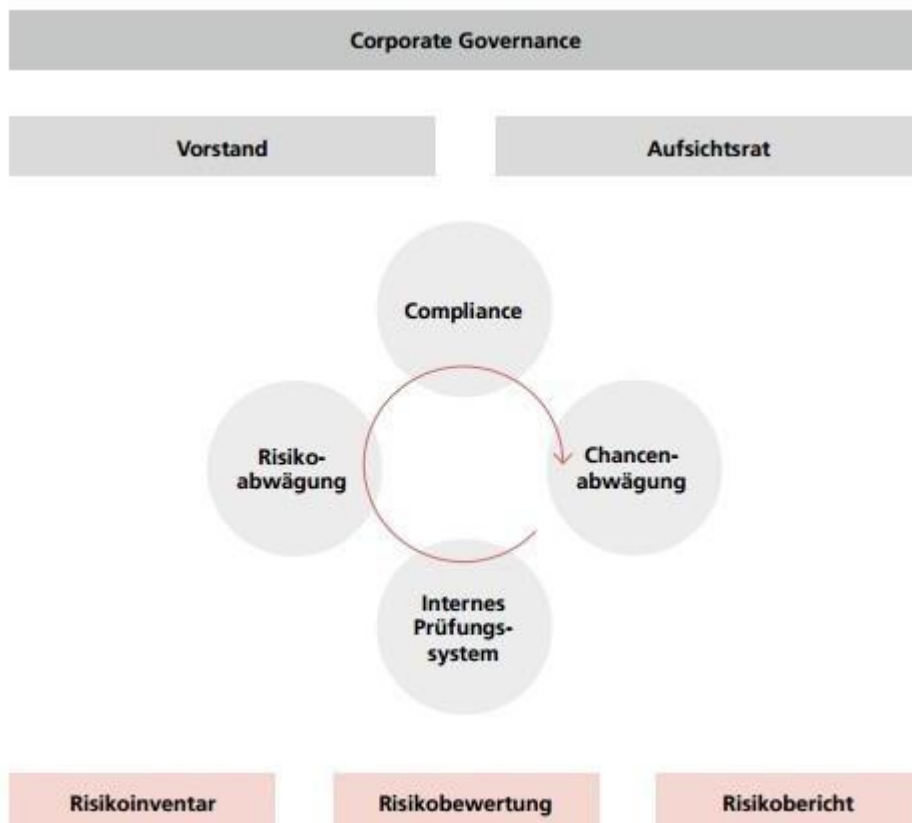 Corporate Governance
Vorstand
Aufsichtsrat
Compliance
Risiko-
abwägung
Chancen-
abwägung
Internes
Prüfungs-
system
Risikoinventar
Risikobewertung
Risikobericht